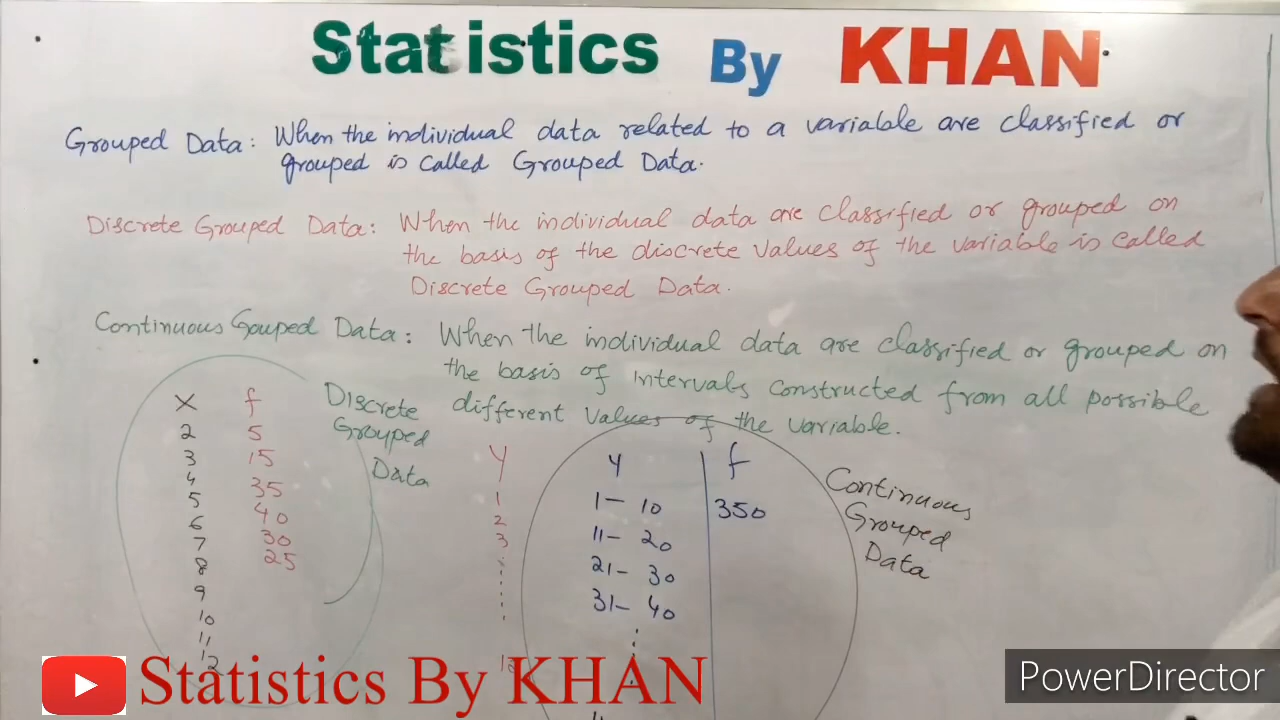 Statistics By KHAN
Grouped Data: When the individual data related to a variable are classified or
grouped is called Grouped Data.
Discrete Grouped Data: When the individual data are classified or grouped on
the basis of the discrete values of the variable is called
Discrete Grouped Data.
Continuous Gouped Data: When the individual data are classified or grouped on
the basis of intervals constructed from all possible
different values of the variable.
X f
2 5
3 15
4 35
5 40
6 30
7 25
8
9
10
11
12
Discrete
Grouped
Data
y
1
2
3
y f
1- 10 350
11- 20
21- 30
31- 40
Continuous
Grouped
Data
Statistics By KHAN
PowerDirector